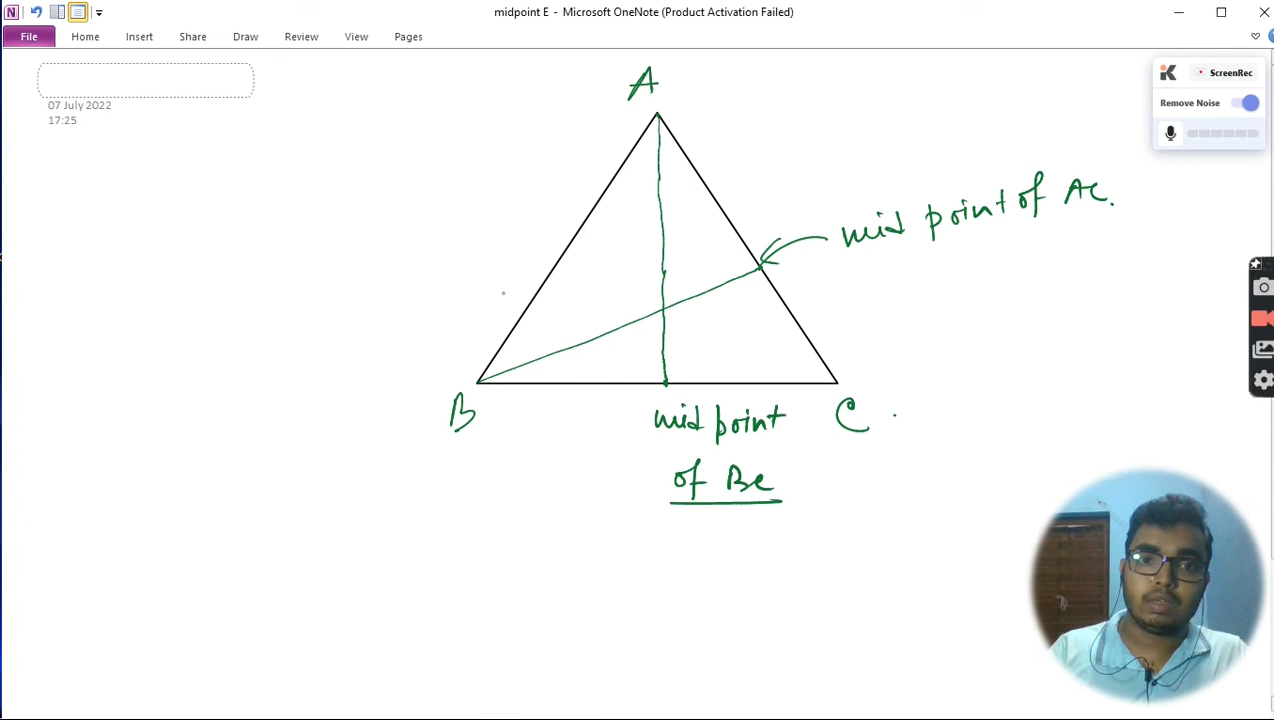 midpoint E - Microsoft OneNote (Product Activation Failed)
File Home Insert Share Draw Review View Pages
ScreenRec
Remove Noise
07 July 2022
17:25
A
mid point of AC.
B
mid point
C
of BC